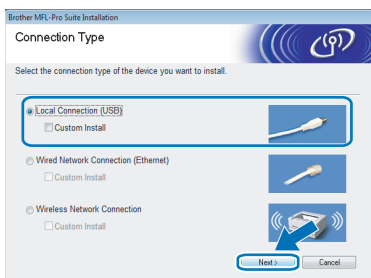 Brother MFL-Pro Suite Installation
Connection Type
Select the connection type of the device you want to install.
Local Connection (USB)
Custom Install
Wired Network Connection (Ethernet)
Custom Install
Wireless Network Connection
Custom Install
Next >
Cancel